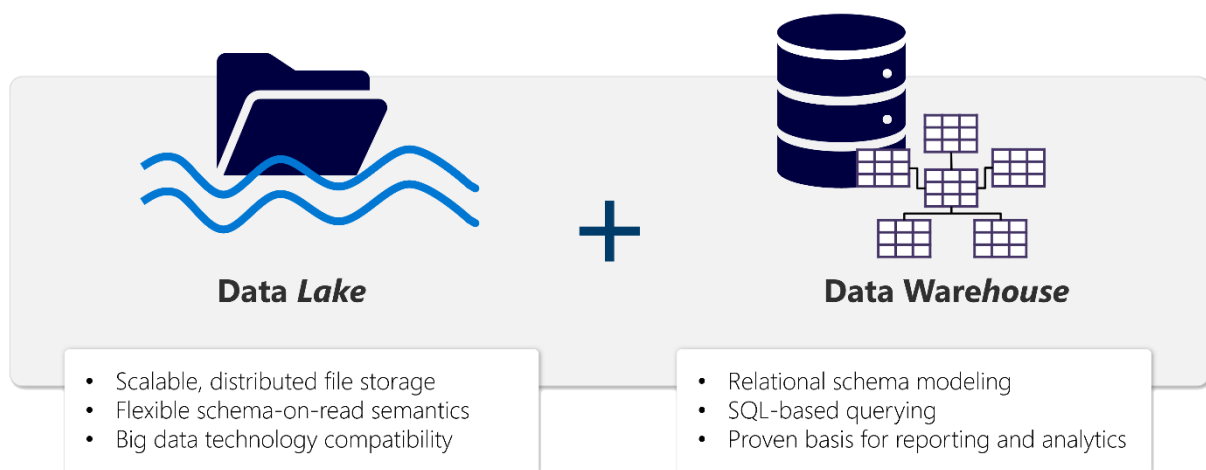 Data Lake
• Scalable, distributed file storage
• Flexible schema-on-read semantics
• Big data technology compatibility
+
Data Warehouse
• Relational schema modeling
• SQL-based querying
• Proven basis for reporting and analytics